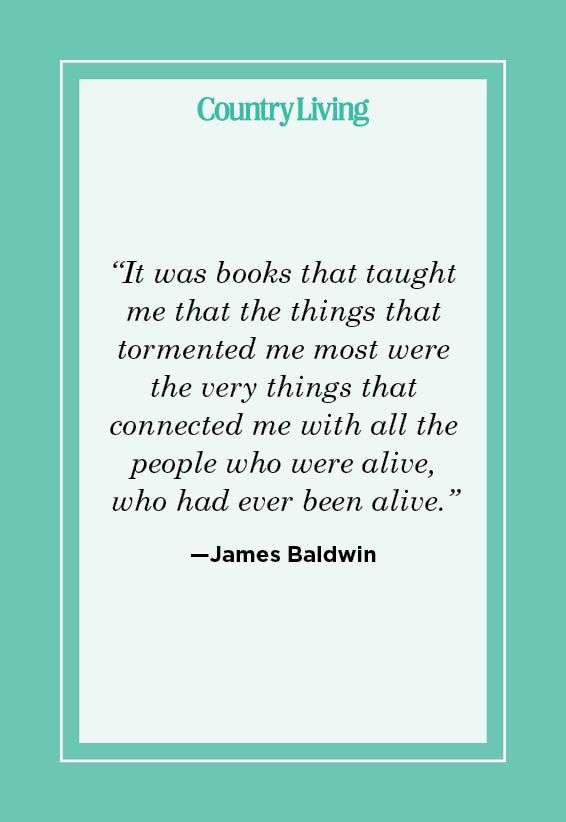 Country Living
“It was books that taught
me that the things that
tormented me most were
the very things that
connected me with all the
people who were alive,
who had ever been alive.”
—James Baldwin